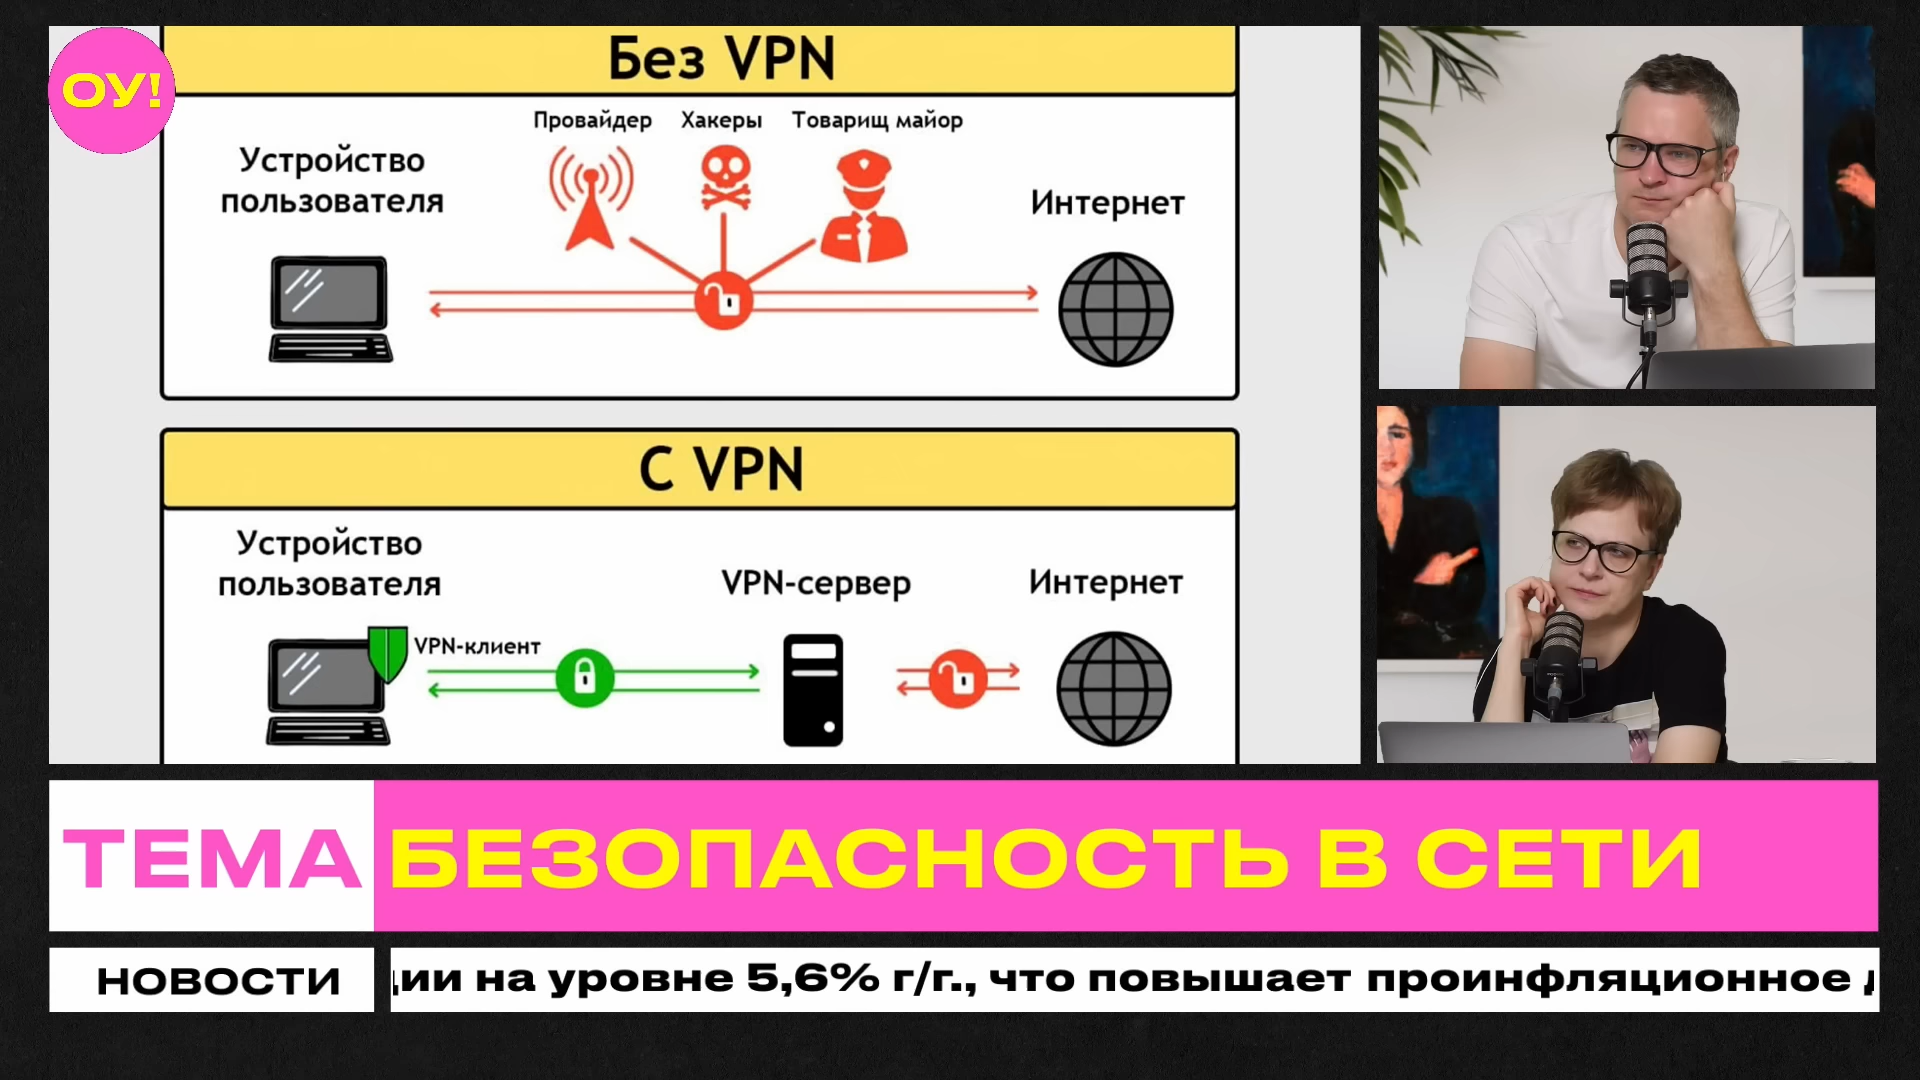 ОУ!
Без VPN
Провайдер Хакеры Товарищ майор
Устройство
пользователя
Интернет
С VPN
Устройство
пользователя
VPN-сервер
Интернет
VPN-клиент
ТЕМА БЕЗОПАСНОСТЬ В СЕТИ
НОВОСТИ
на уровне 5,6% г/г., что повышает проинфляционное